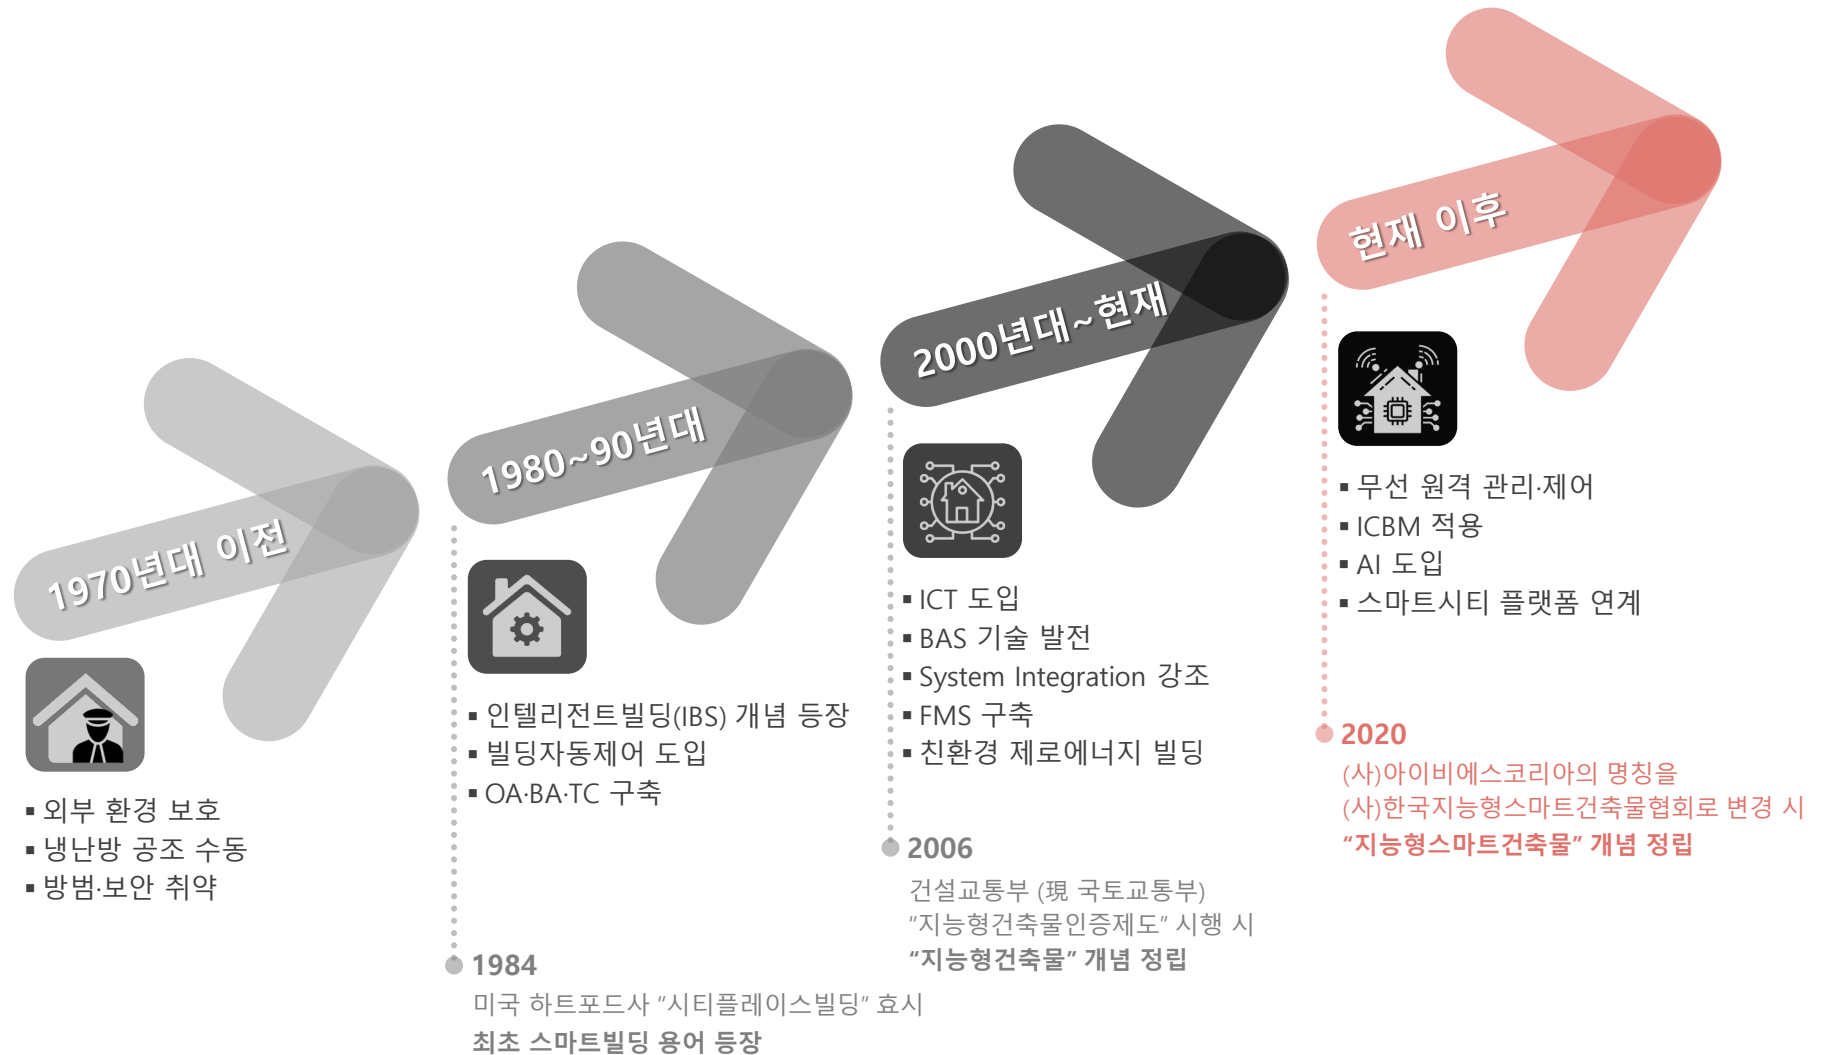 1970년대 이전
▪ 외부 환경 보호
▪ 냉난방 공조 수동
▪ 방범·보안 취약
1980~90년대
▪ 인텔리전트빌딩(IBS) 개념 등장
▪ 빌딩자동제어 도입
▪ OA·BA·TC 구축
1984
미국 하트포드사 “시티플레이스빌딩” 효시
최초 스마트빌딩 용어 등장
2000년대~현재
▪ ICT 도입
▪ BAS 기술 발전
▪ System Integration 강조
▪ FMS 구축
▪ 친환경 제로에너지 빌딩
2006
건설교통부 (現 국토교통부)
“지능형건축물인증제도” 시행 시
“지능형건축물” 개념 정립
현재 이후
▪ 무선 원격 관리·제어
▪ ICBM 적용
▪ AI 도입
▪ 스마트시티 플랫폼 연계
2020
(사)아이비에스코리아의 명칭을
(사)한국지능형스마트건축물협회로 변경 시
“지능형스마트건축물” 개념 정립